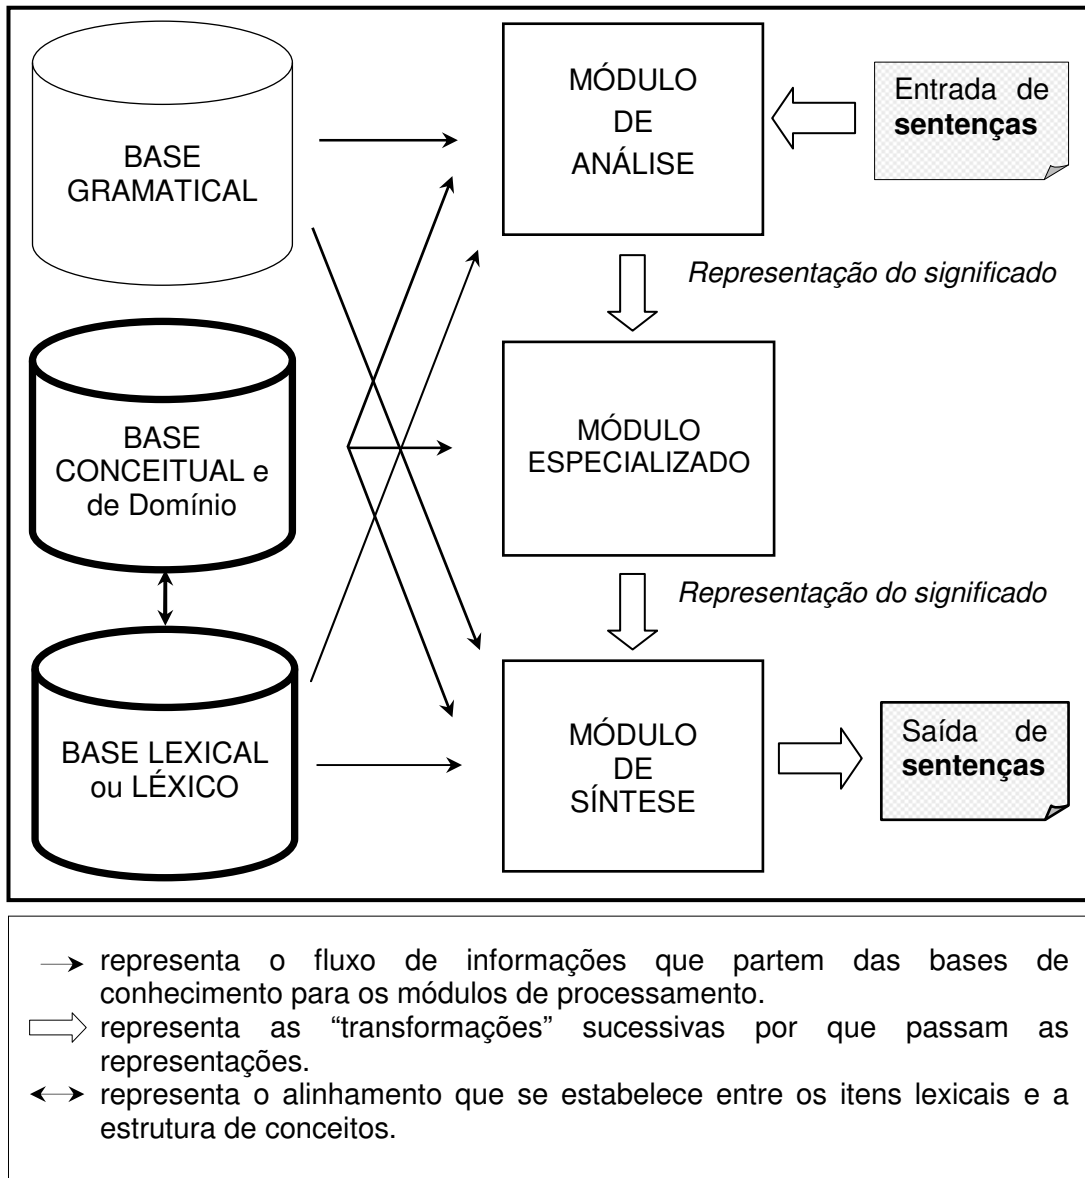 BASE
GRAMATICAL
MÓDULO
DE
ANÁLISE
Entrada de
sentenças
Representação do significado
BASE
CONCEITUAL e
de Domínio
MÓDULO
ESPECIALIZADO
Representação do significado
BASE LEXICAL
ou LÉXICO
MÓDULO
DE
SÍNTESE
Saída de
sentenças
representa o fluxo de informações que partem das bases de
conhecimento para os módulos de processamento.
representa as “transformações” sucessivas por que passam as
representações.
representa o alinhamento que se estabelece entre os itens lexicais e a
estrutura de conceitos.